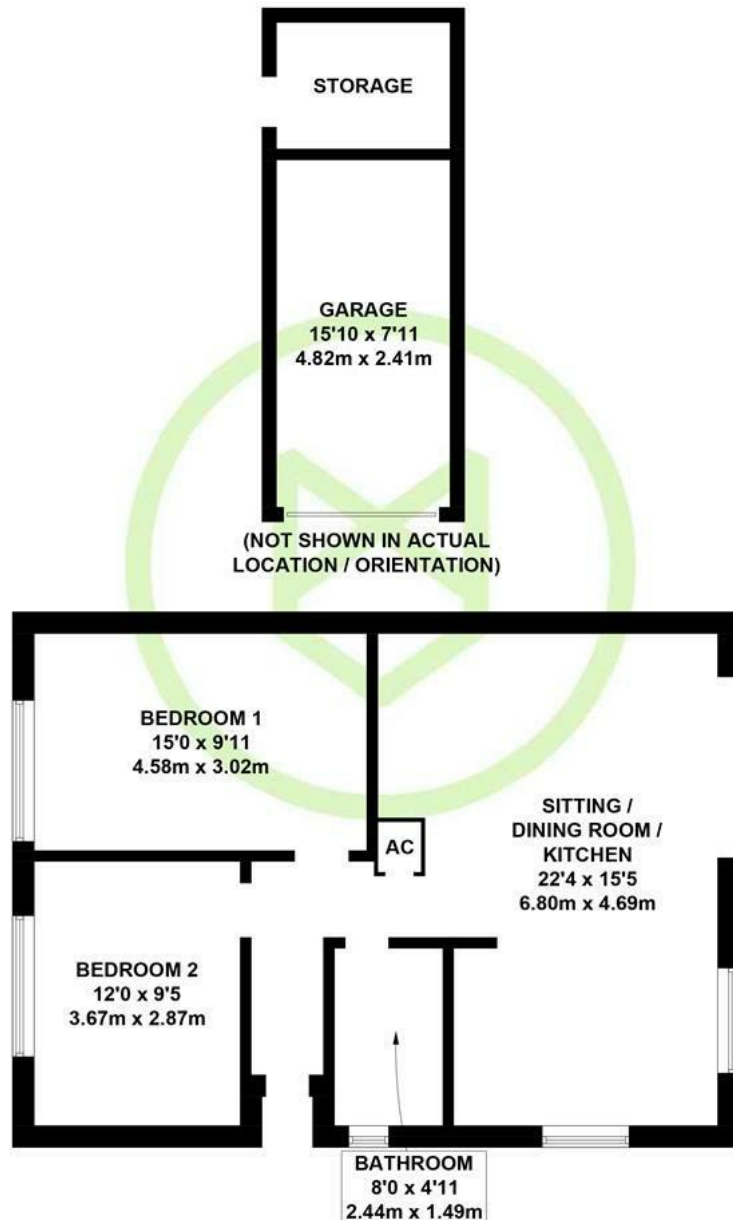 STORAGE
GARAGE
15'10 x 7'11
4.82m x 2.41m
(NOT SHOWN IN ACTUAL
LOCATION / ORIENTATION)
BEDROOM 1
15'0 x 9'11
4.58m x 3.02m
AC
SITTING /
DINING ROOM /
KITCHEN
22'4 x 15'5
6.80m x 4.69m
BEDROOM 2
12'0 x 9'5
3.67m x 2.87m
BATHROOM
8'0 x 4'11
2.44m x 1.49m